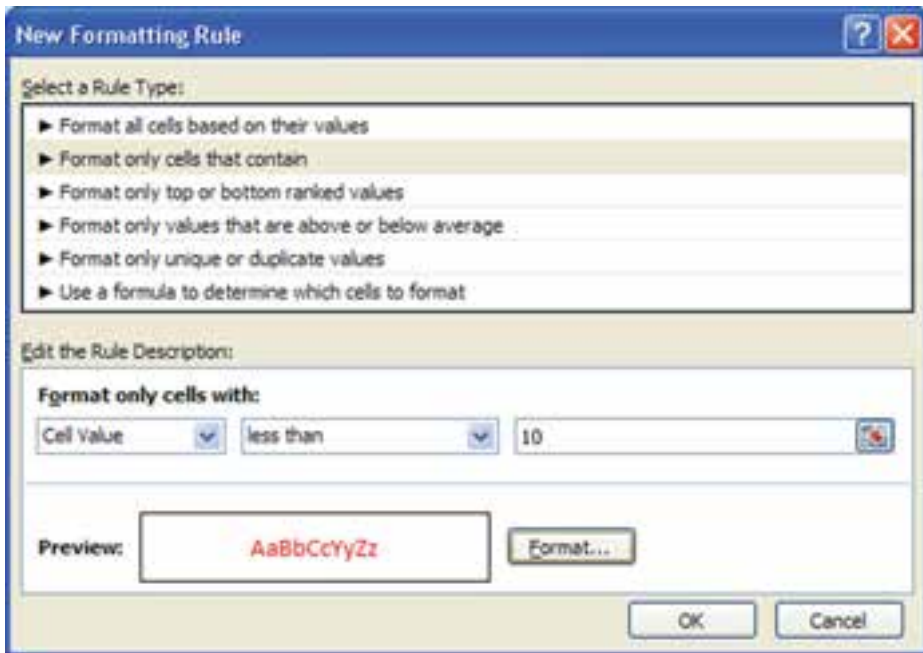 New Formatting Rule
Select a Rule Type:
► Format all cells based on their values
► Format only cells that contain
► Format only top or bottom ranked values
► Format only values that are above or below average
► Format only unique or duplicate values
► Use a formula to determine which cells to format
Edit the Rule Description:
Format only cells with:
Cell Value less than 10
Preview: AaBbCcYyZz Format...
OK Cancel